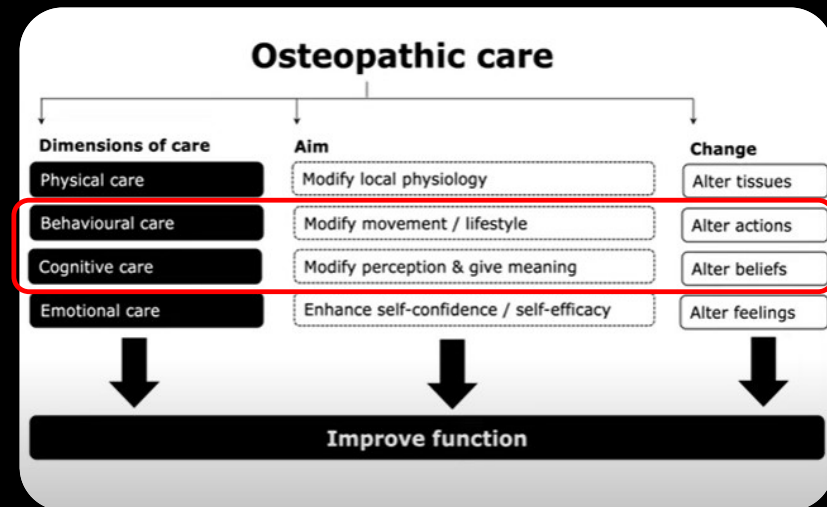 Osteopathic care
Dimensions of care Aim Change
Physical care Modify local physiology Alter tissues
Behavioural care Modify movement / lifestyle Alter actions
Cognitive care Modify perception & give meaning Alter beliefs
Emotional care Enhance self-confidence / self-efficacy Alter feelings
Improve function